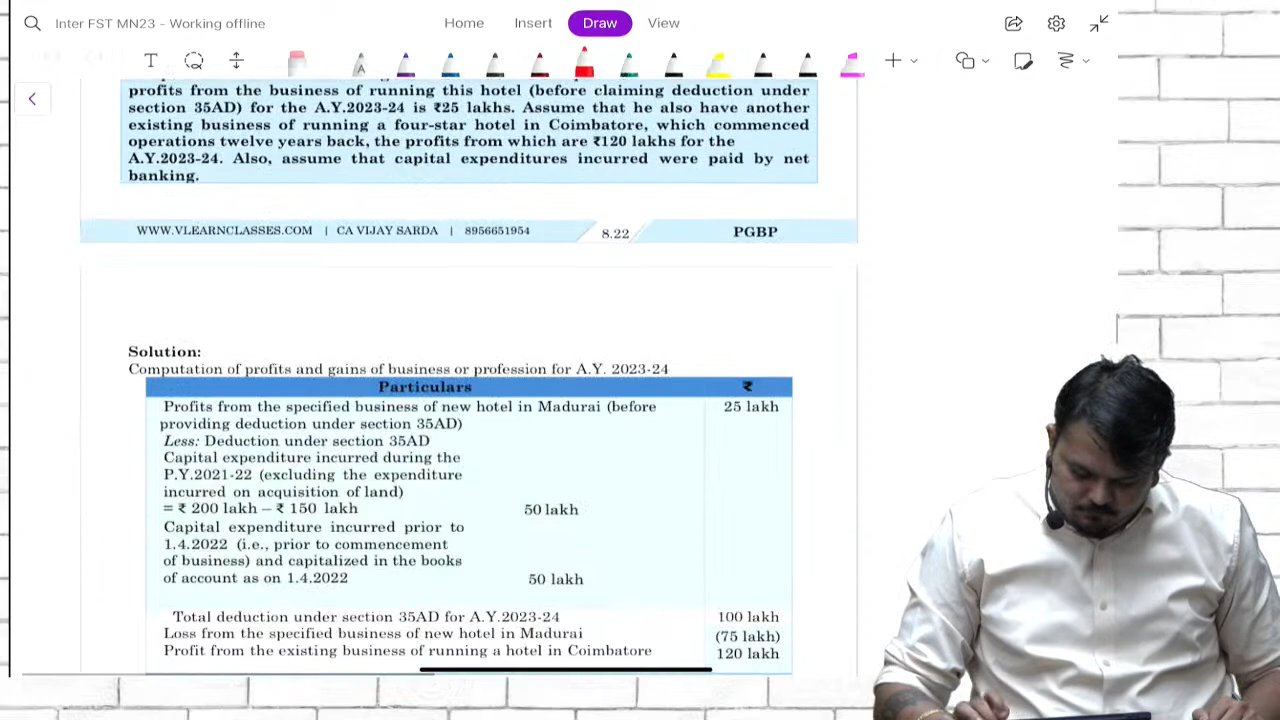 Inter FST MN23 - Working offline
Home Insert Draw View
profits from the business of running this hotel (before claiming deduction under
section 35AD) for the A.Y.2023-24 is ₹25 lakhs. Assume that he also have another
existing business of running a four-star hotel in Coimbatore, which commenced
operations twelve years back, the profits from which are ₹120 lakhs for the
A.Y.2023-24. Also, assume that capital expenditures incurred were paid by net
banking.
WWW.VLEARNCLASSES.COM | CA VIJAY SARDA | 8956651954 8.22 PGBP
Solution:
Computation of profits and gains of business or profession for A.Y. 2023-24
Particulars ₹
Profits from the specified business of new hotel in Madurai (before 25 lakh
providing deduction under section 35AD)
Less: Deduction under section 35AD
Capital expenditure incurred during the
P.Y.2021-22 (excluding the expenditure
incurred on acquisition of land)
= ₹ 200 lakh – ₹ 150 lakh 50 lakh
Capital expenditure incurred prior to
1.4.2022 (i.e., prior to commencement
of business) and capitalized in the books
of account as on 1.4.2022 50 lakh
Total deduction under section 35AD for A.Y.2023-24 100 lakh
Loss from the specified business of new hotel in Madurai (75 lakh)
Profit from the existing business of running a hotel in Coimbatore 120 lakh